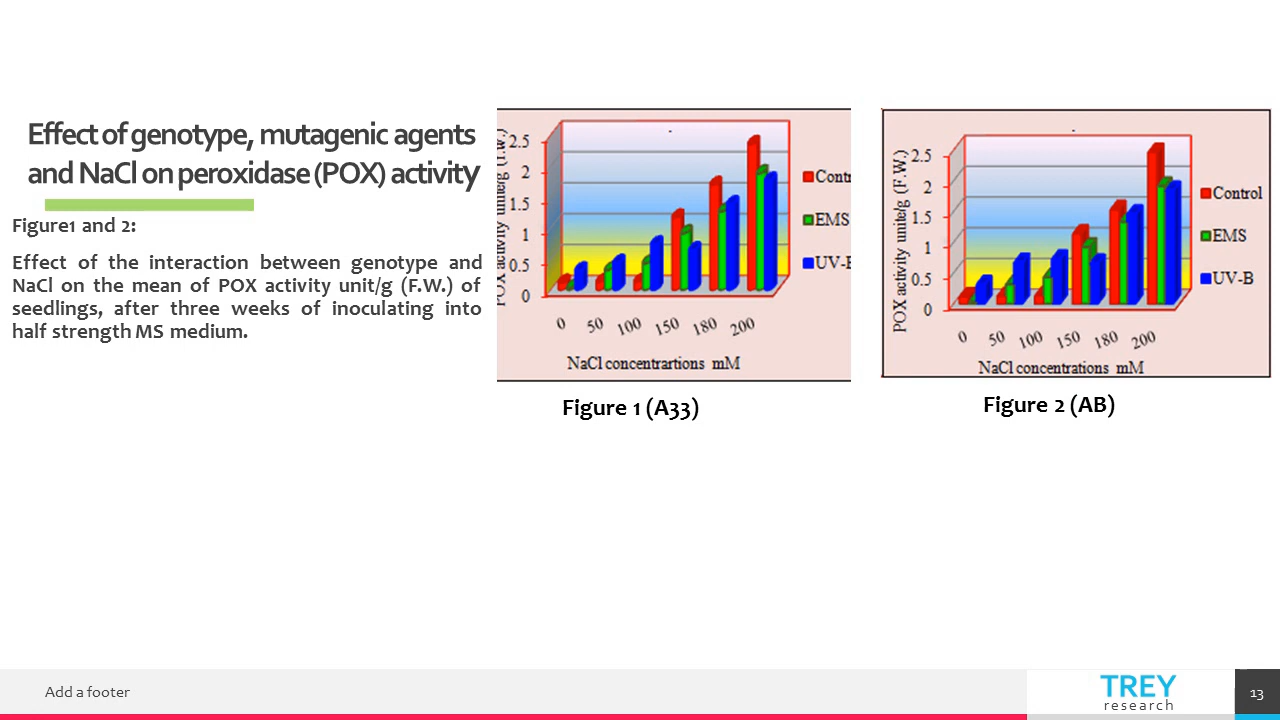 Effect of genotype, mutagenic agents
and NaCl on peroxidase (POX) activity
Figure1 and 2:
Effect of the interaction between genotype and
NaCl on the mean of POX activity unit/g (F.W.) of
seedlings, after three weeks of inoculating into
half strength MS medium.
POX activity unite/g (F.W.)
2.5
2
1.5
1
0.5
0
0 50 100 150 180 200
NaCl concentrartions mM
Contr
EMS
UV-B
Figure 1 (A33)
POX activity unite/g (F.W.)
2.5
2
1.5
1
0.5
0
0 50 100 150 180 200
NaCl concentrations mM
Control
EMS
UV-B
Figure 2 (AB)
Add a footer
TREY
research
13